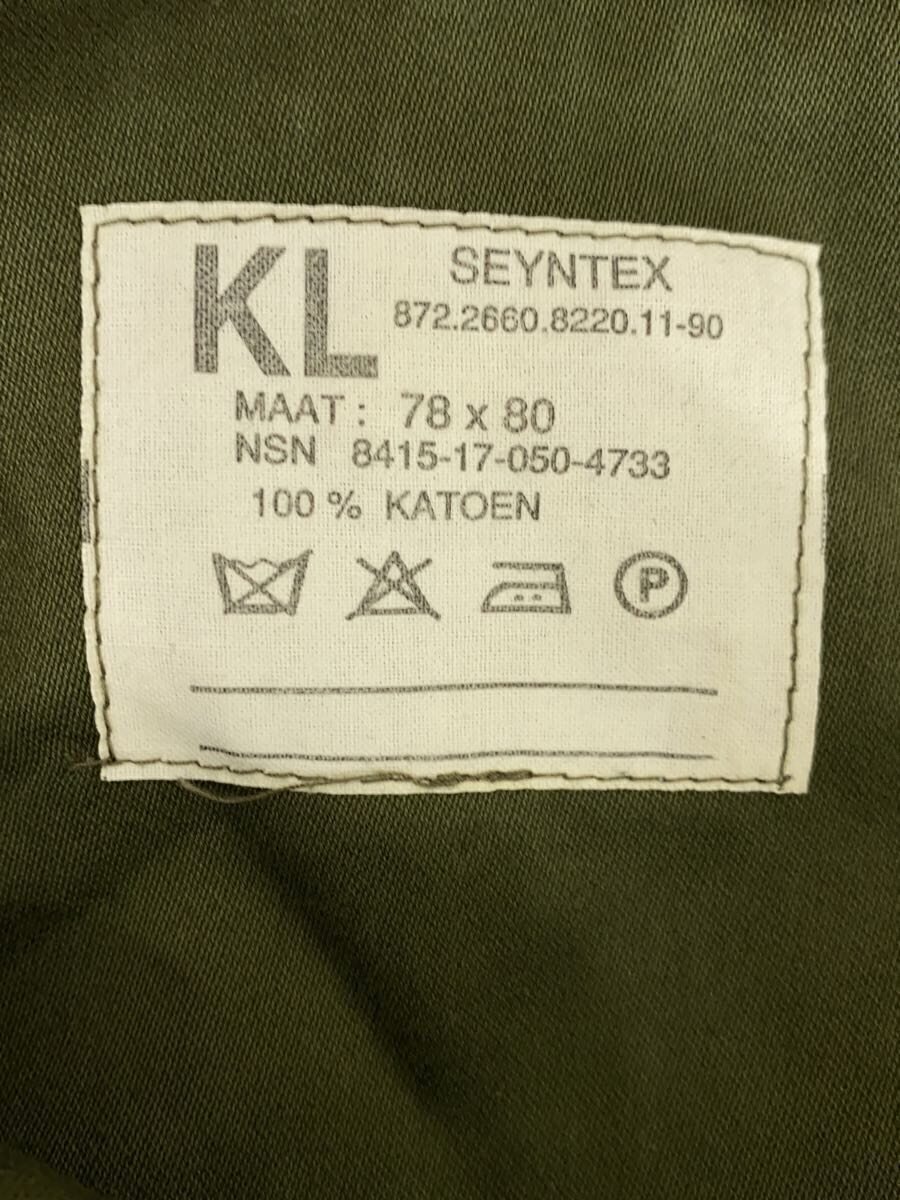 KL
SEYNTEX
872.2660.8220.11-90
MAAT : 78 x 80
NSN 8415-17-050-4733
100 % KATOEN
P